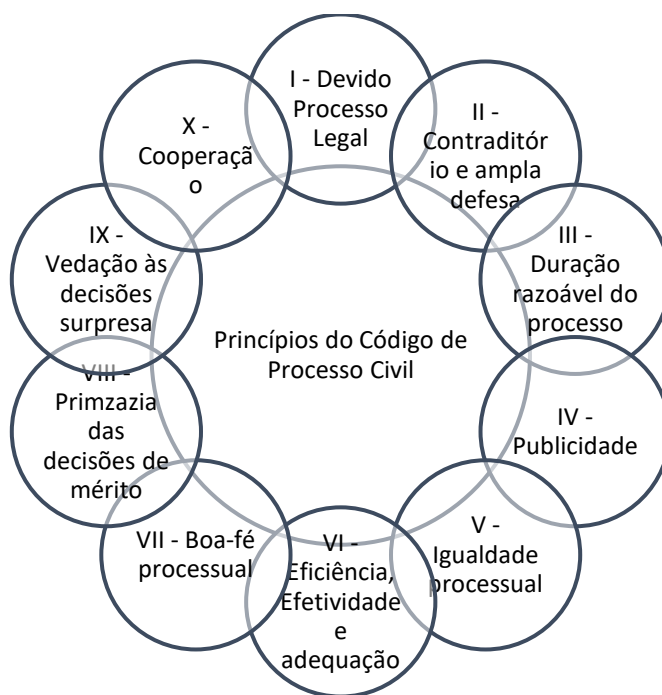 I - Devido
Processo
Legal
II -
Contraditór
io e ampla
defesa
III -
Duração
razoável do
processo
IV -
Publicidade
V -
Igualdade
processual
VI -
Eficiência,
Efetividade
e
adequação
VII - Boa-fé
processual
VIII -
Primzazia
das
decisões de
mérito
IX -
Vedação às
decisões
surpresa
X -
Cooperaçã
o
Princípios do Código de
Processo Civil